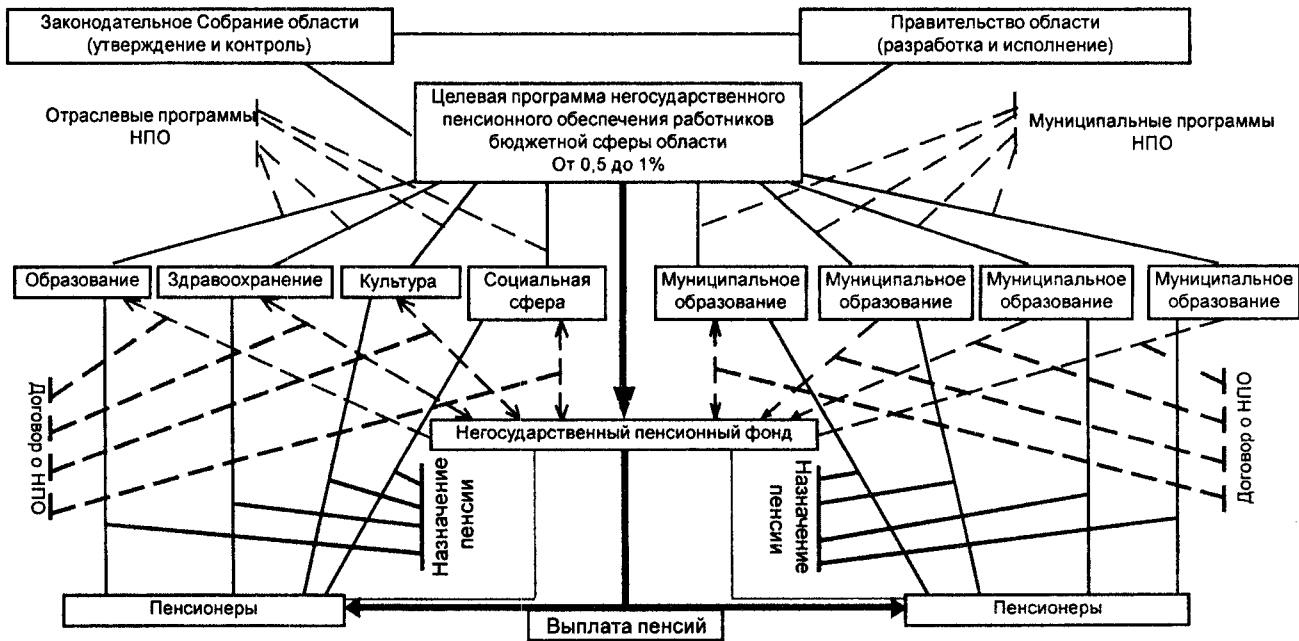 Законодательное Собрание области
(утверждение и контроль)
Правительство области
(разработка и исполнение)
Целевая программа негосударственного
пенсионного обеспечения работников
бюджетной сферы области
От 0,5 до 1%
Отраслевые программы
НПО
Муниципальные программы
НПО
Образование
Здравоохранение
Культура
Социальная
сфера
Муниципальное
образование
Муниципальное
образование
Муниципальное
образование
Муниципальное
образование
Договор о НПО
Негосударственный пенсионный фонд
Договор о НПО
Назначение
пенсии
Назначение
пенсии
Пенсионеры
Выплата пенсий
Пенсионеры